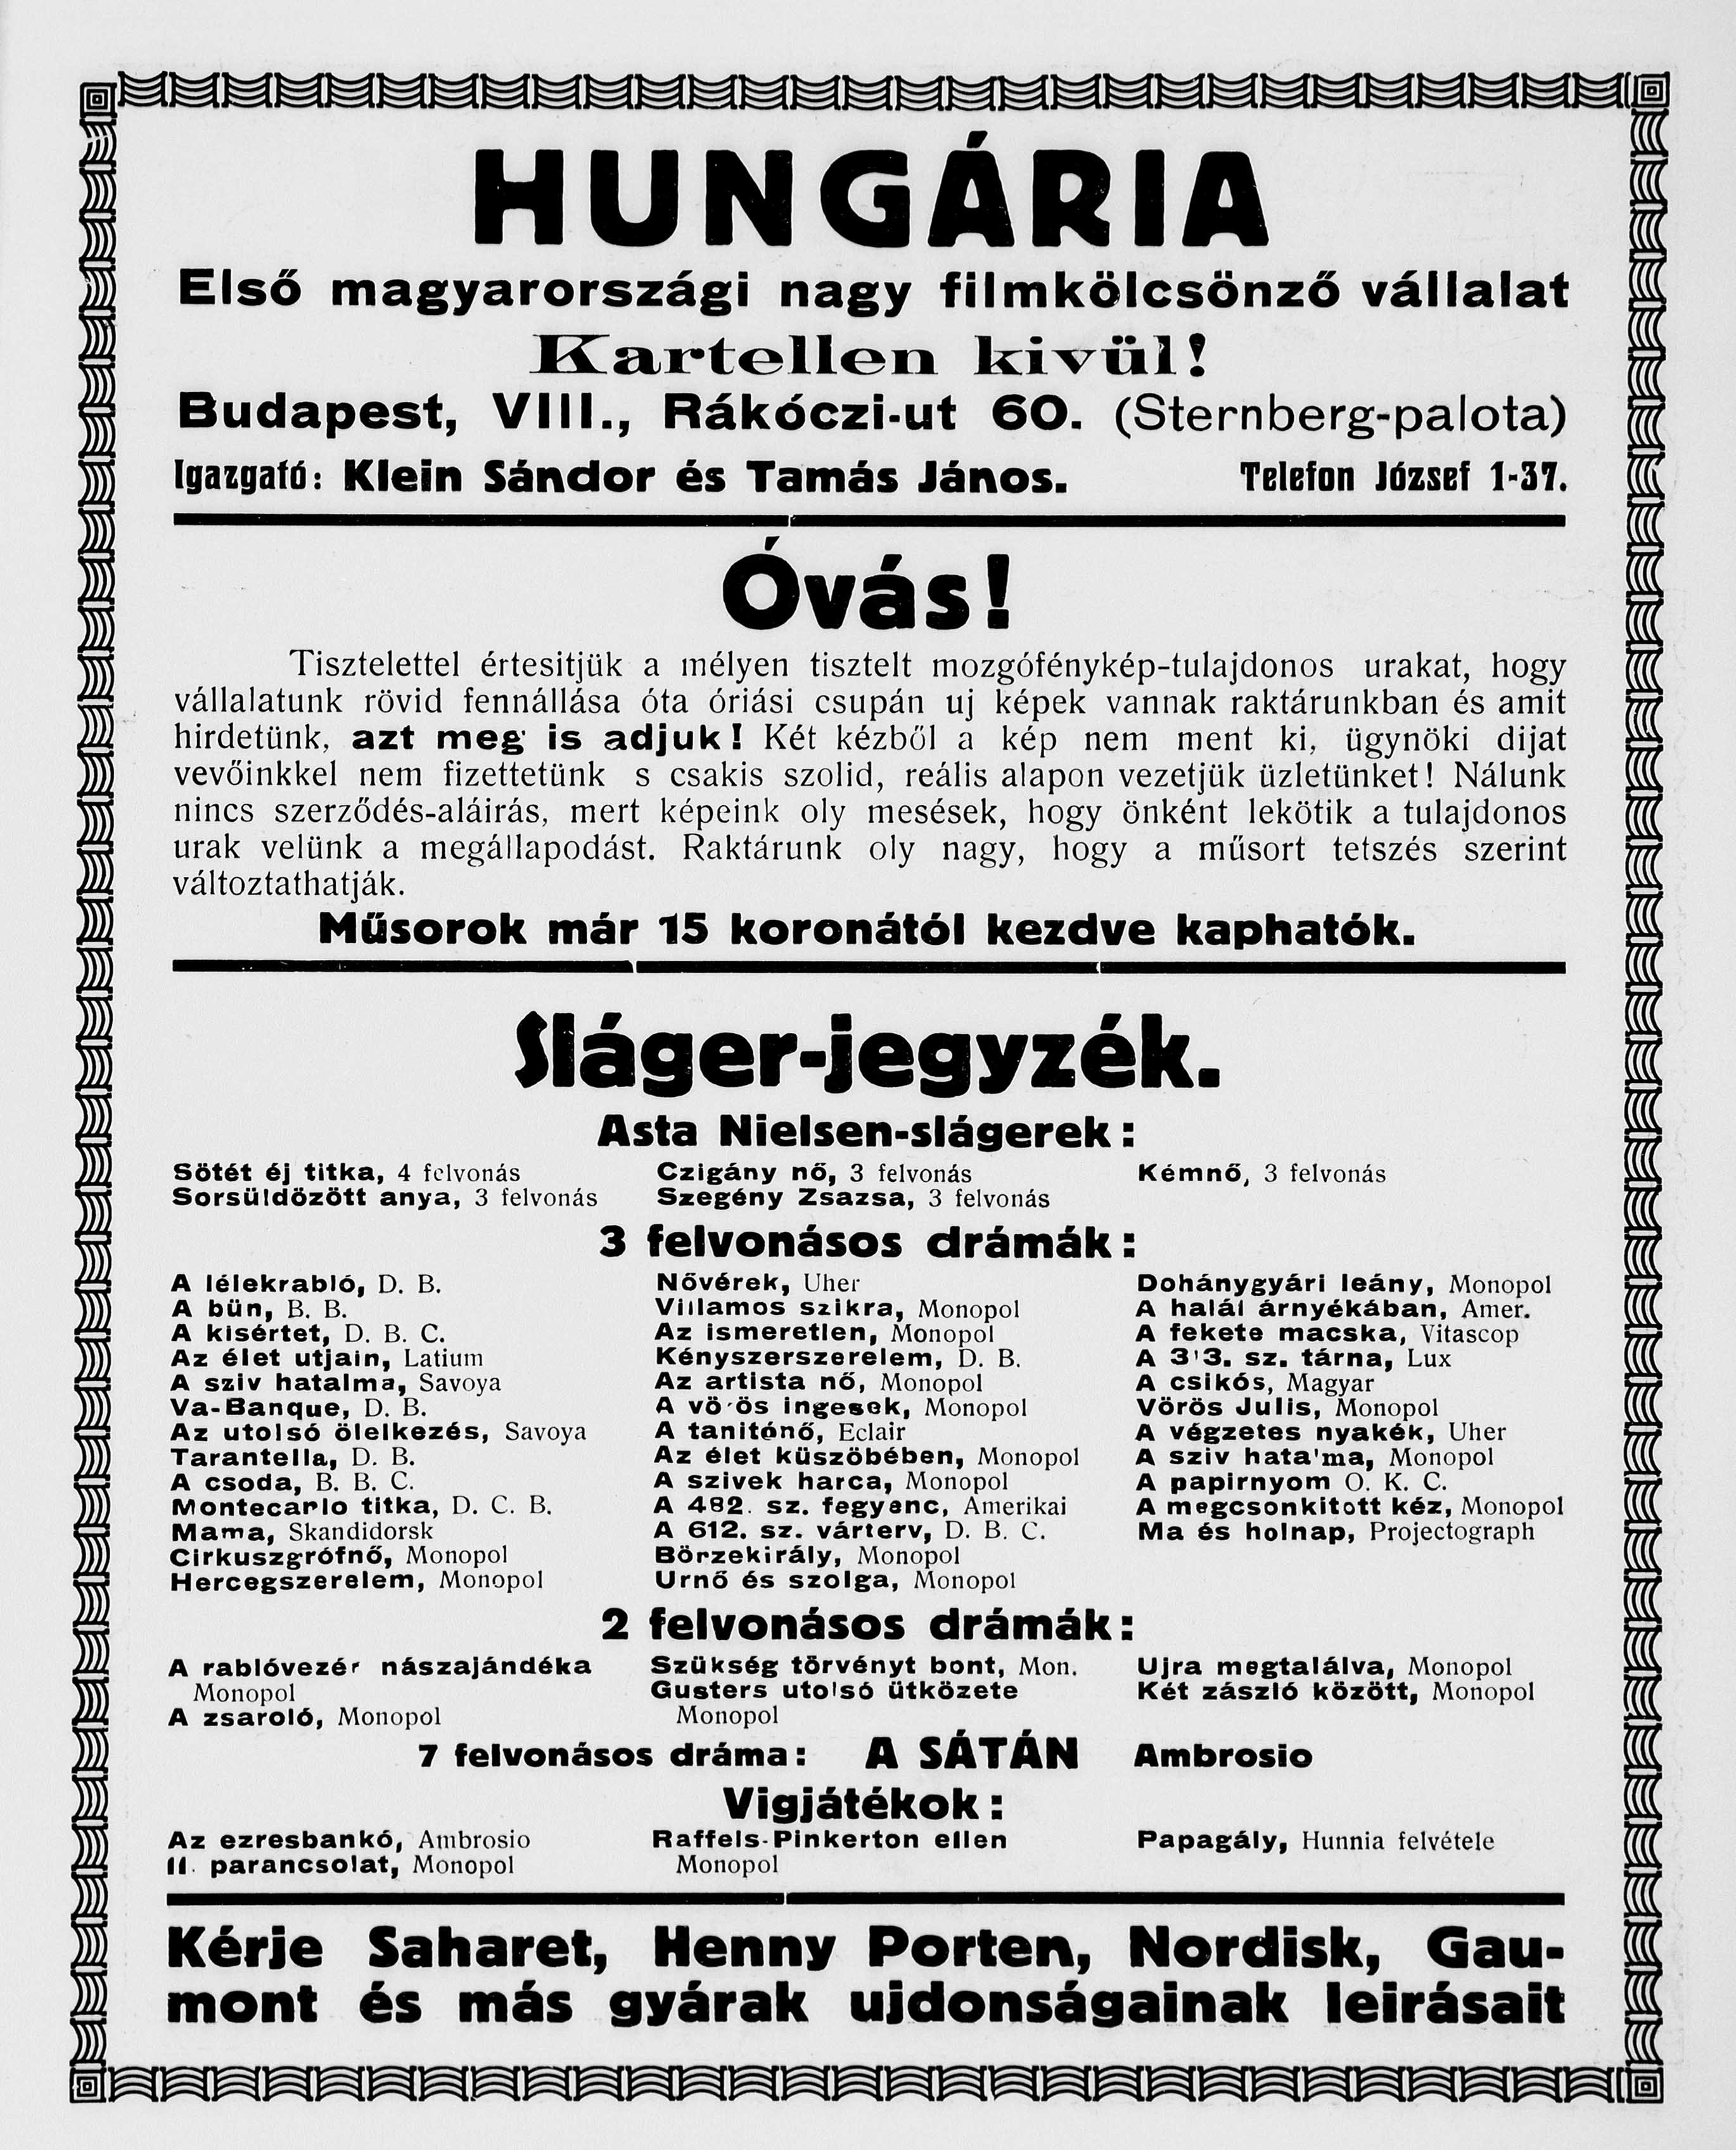 HUNGÁRIA
Első magyarországi nagy filmkölcsönző vállalat
Kartellen kivül!
Budapest, VIII., Rákóczi-ut 60. (Sternberg-palota)
Igazgató: Klein Sándor és Tamás János. Telefon József 1-37.
Óvás!
Tisztelettel értesitjük a mélyen tisztelt mozgófénykép-tulajdonos urakat, hogy
vállalatunk rövid fennállása óta óriási csupán uj képek vannak raktárunkban és amit
hirdetünk, azt meg is adjuk! Két kézből a kép nem ment ki, ügynöki dijat
vevőinkkel nem fizettetünk s csakis szolid, reális alapon vezetjük üzletünket! Nálunk
nincs szerződés-aláirás, mert képeink oly mesések, hogy önként lekötik a tulajdonos
urak velünk a megállapodást. Raktárunk oly nagy, hogy a műsort tetszés szerint
változtathatják.
Műsorok már 15 koronától kezdve kaphatók.
Sláger-jegyzék.
Asta Nielsen-slágerek:
Sötét éj titka, 4 felvonás
Sorsüldözött anya, 3 felvonás
Czigány nő, 3 felvonás
Szegény Zsazsa, 3 felvonás
Kémnő, 3 felvonás
3 felvonásos drámák:
A lélekrabló, D. B.
A bün, B. B.
A kisértet, D. B. C.
Az élet utjain, Latium
A sziv hatalma, Savoya
Va-Banque, D. B.
Az utolsó ölelkezés, Savoya
Tarantella, D. B.
A csoda, B. B. C.
Montecarlo titka, D. C. B.
Mama, Skandidorsk
Cirkuszgrófnő, Monopol
Hercegszerelem, Monopol
Nővérek, Uher
Villamos szikra, Monopol
Az ismeretlen, Monopol
Kényszerszerelem, D. B.
Az artista nő, Monopol
A vö ös ingesek, Monopol
A tanitónő, Eclair
Az élet küszöbében, Monopol
A szivek harca, Monopol
A 482. sz. fegyenc, Amerikai
A 612. sz. várterv, D. B. C.
Börzekirály, Monopol
Urnő és szolga, Monopol
Dohánygyári leány, Monopol
A halál árnyékában, Amer.
A fekete macska, Vitascop
A 3'3. sz. tárna, Lux
A csikós, Magyar
Vörös Julis, Monopol
A végzetes nyakék, Uher
A sziv hata'ma, Monopol
A papirnyom O. K. C.
A megcsonkitott kéz, Monopol
Ma és holnap, Projectograph
2 felvonásos drámák:
A rablóvezér nászajándéka
Monopol
A zsaroló, Monopol
Szükség törvényt bont, Mon.
Gusters utolsó ütközete
Monopol
Ujra megtalálva, Monopol
Két zászló között, Monopol
7 felvonásos dráma: A SÁTÁN Ambrosio
Vigjátékok:
Az ezresbankó, Ambrosio
II. parancsolat, Monopol
Raffels-Pinkerton ellen
Monopol
Papagály, Hunnia felvétele
Kérje Saharet, Henny Porten, Nordisk, Gau-
mont és más gyárak ujdonságainak leirásait